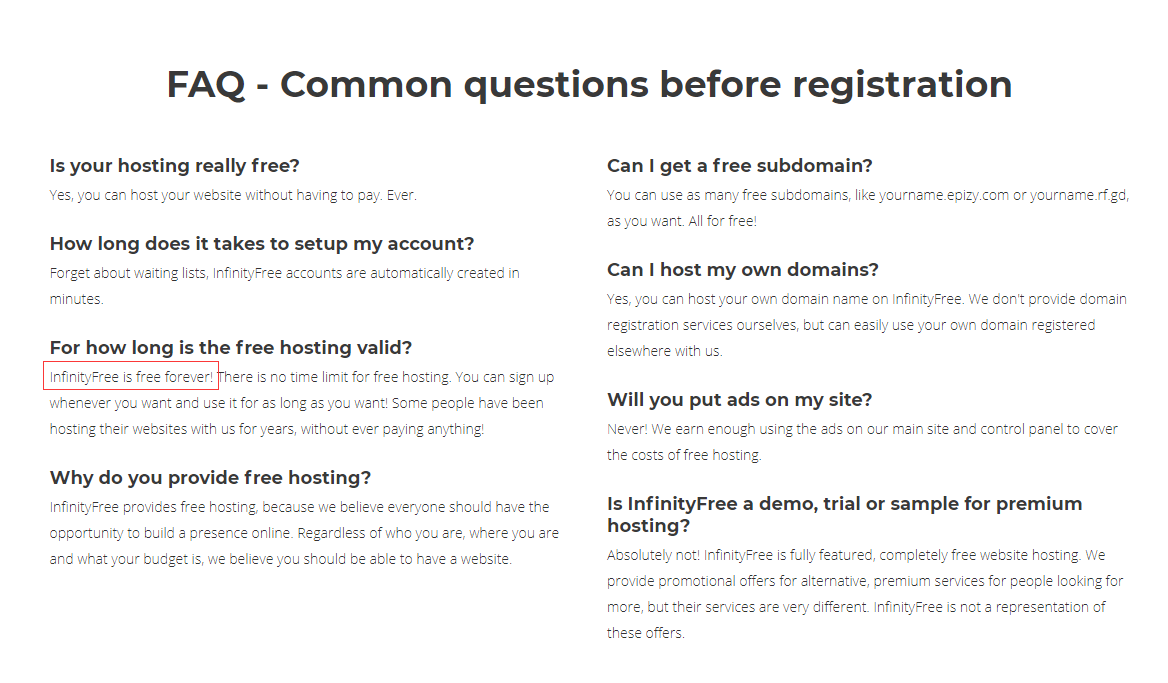 FAQ - Common questions before registration
Is your hosting really free?
Yes, you can host your website without having to pay. Ever.
How long does it takes to setup my account?
Forget about waiting lists, InfinityFree accounts are automatically created in
minutes.
For how long is the free hosting valid?
InfinityFree is free forever! There is no time limit for free hosting. You can sign up
whenever you want and use it for as long as you want! Some people have been
hosting their websites with us for years, without ever paying anything!
Why do you provide free hosting?
InfinityFree provides free hosting, because we believe everyone should have the
opportunity to build a presence online. Regardless of who you are, where you are
and what your budget is, we believe you should be able to have a website.
Can I get a free subdomain?
You can use as many free subdomains, like yourname.epizy.com or yourname.rf.gd,
as you want. All for free!
Can I host my own domains?
Yes, you can host your own domain name on InfinityFree. We don't provide domain
registration services ourselves, but can easily use your own domain registered
elsewhere with us.
Will you put ads on my site?
Never! We earn enough using the ads on our main site and control panel to cover
the costs of free hosting.
Is InfinityFree a demo, trial or sample for premium
hosting?
Absolutely not! InfinityFree is fully featured, completely free website hosting. We
provide promotional offers for alternative, premium services for people looking for
more, but their services are very different. InfinityFree is not a representation of
these offers.